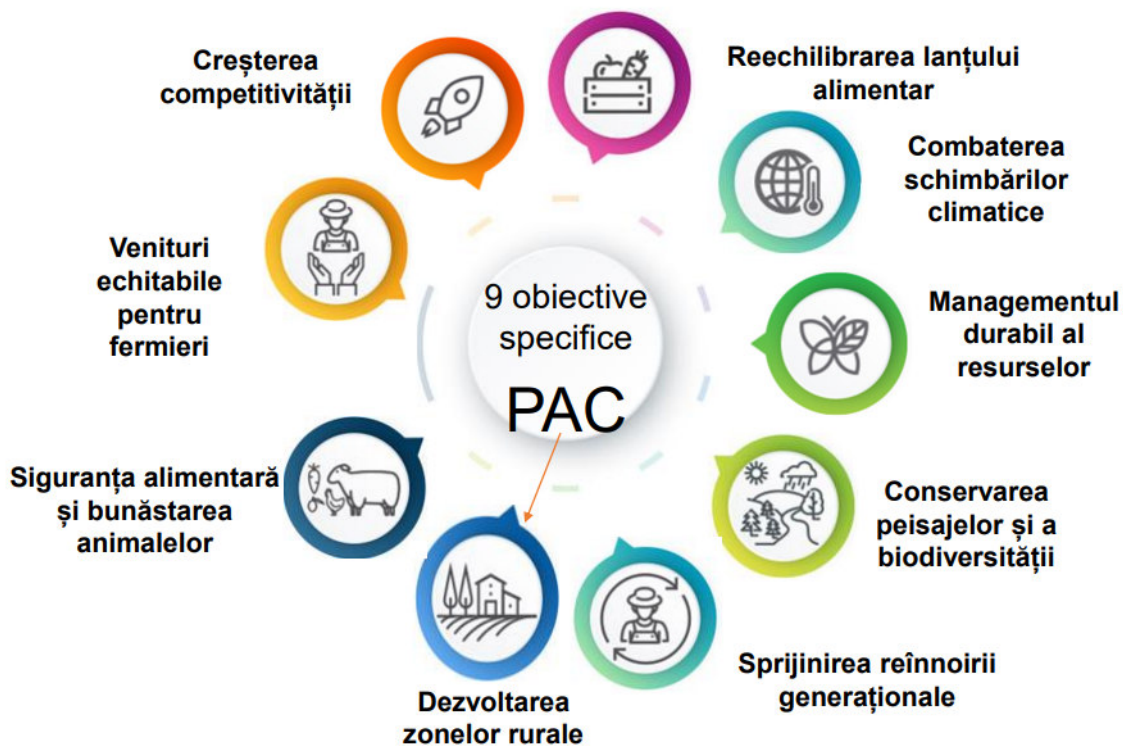 Creșterea
competitivității
Reechilibrarea lanțului
alimentar
Combaterea
schimbărilor
climatice
Venituri
echitabile
pentru
fermieri
9 obiective
specifice
PAC
Managementul
durabil al
resurselor
Siguranța alimentară
și bunăstarea
animalelor
Conservarea
peisajelor și a
biodiversității
Sprijinirea reînnoirii
generaționale
Dezvoltarea
zonelor rurale